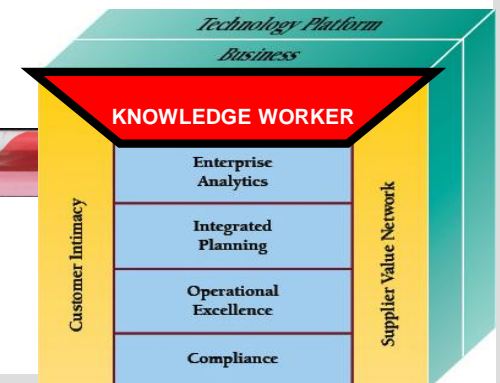 Technology Platform
Business
KNOWLEDGE WORKER
Enterprise
Analytics
Customer Intimacy
Integrated
Planning
Supplier Value Network
Operational
Excellence
Compliance